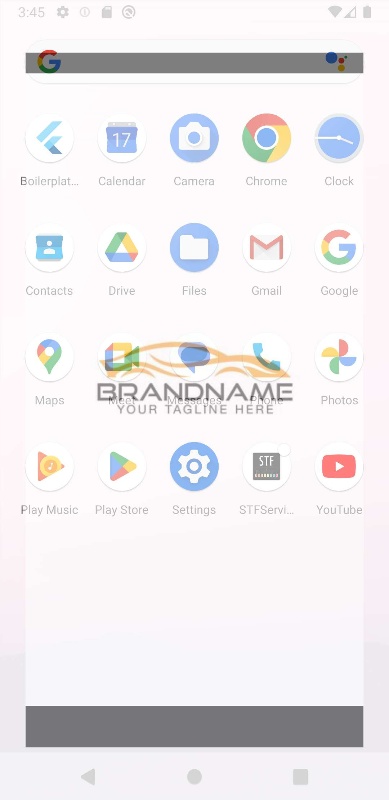 3:45
Boilerplat... Calendar Camera Chrome Clock
17
Contacts Drive Files Gmail Google
Maps Meet Messages Phone Photos
BRANDNAME
YOUR TAGLINE HERE
STF
Play Music Play Store Settings STFServi... YouTube